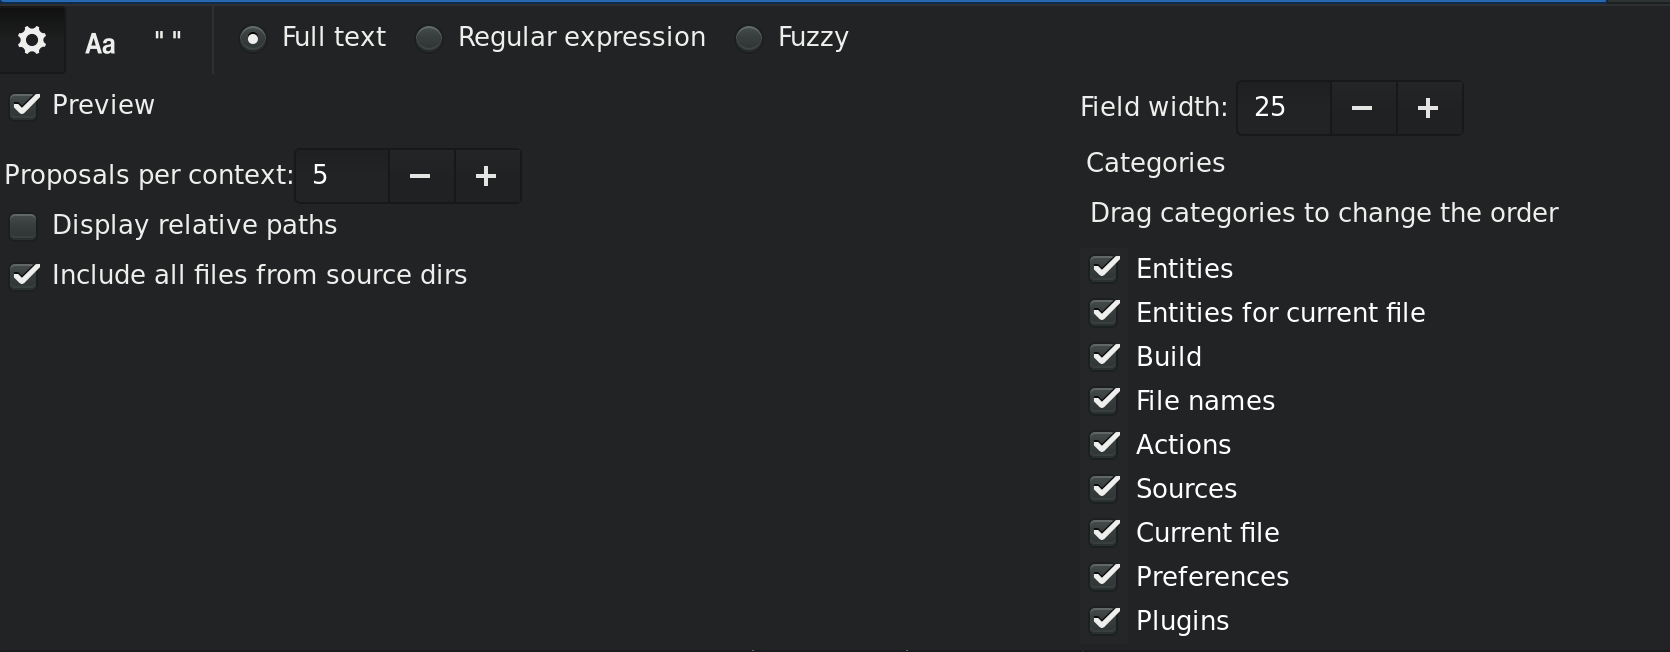 Aa " " Full text Regular expression Fuzzy
Preview
Field width: 25 − +
Proposals per context: 5 − +
Display relative paths
Include all files from source dirs
Categories
Drag categories to change the order
Entities
Entities for current file
Build
File names
Actions
Sources
Current file
Preferences
Plugins